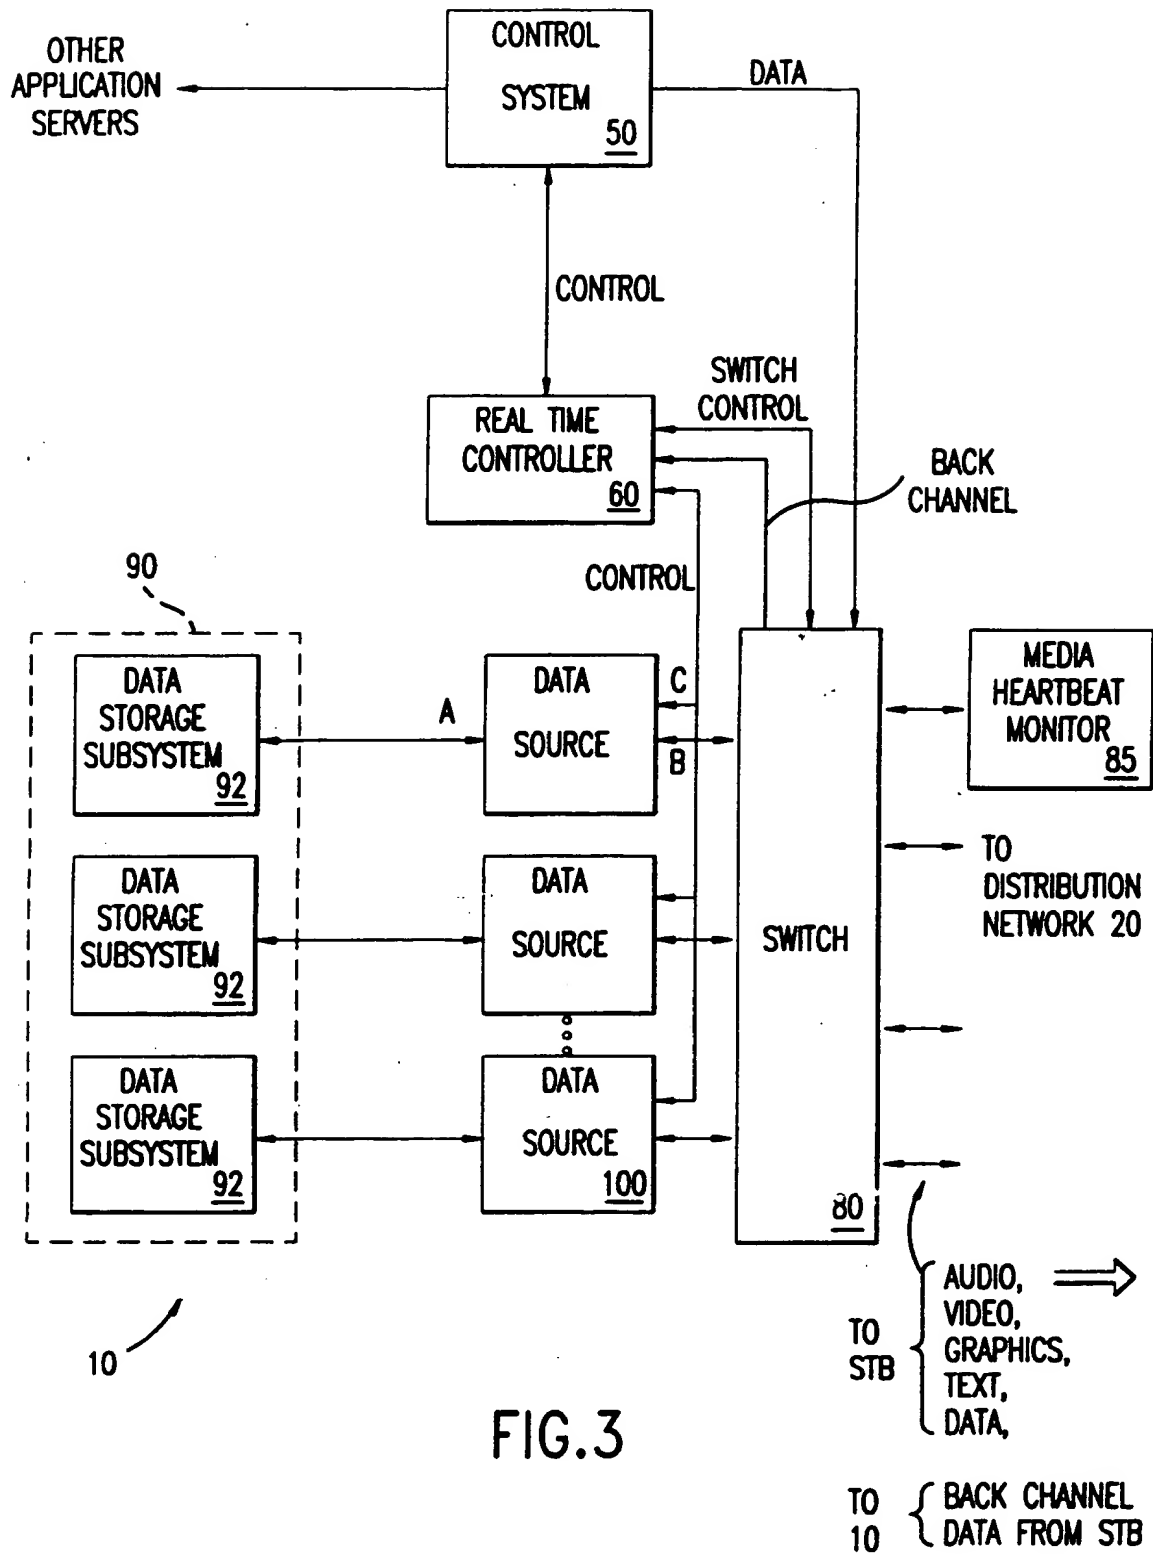 OTHER
APPLICATION
SERVERS
CONTROL
SYSTEM
50
DATA
CONTROL
SWITCH
CONTROL
REAL TIME
CONTROLLER
60
BACK
CHANNEL
CONTROL
90
DATA
STORAGE
SUBSYSTEM
92
A
DATA
SOURCE
C
B
MEDIA
HEARTBEAT
MONITOR
85
DATA
STORAGE
SUBSYSTEM
92
DATA
SOURCE
SWITCH
80
TO
DISTRIBUTION
NETWORK 20
DATA
STORAGE
SUBSYSTEM
92
DATA
SOURCE
100
10
TO
STB
AUDIO,
VIDEO,
GRAPHICS,
TEXT,
DATA,
FIG.3
TO
10
BACK CHANNEL
DATA FROM STB